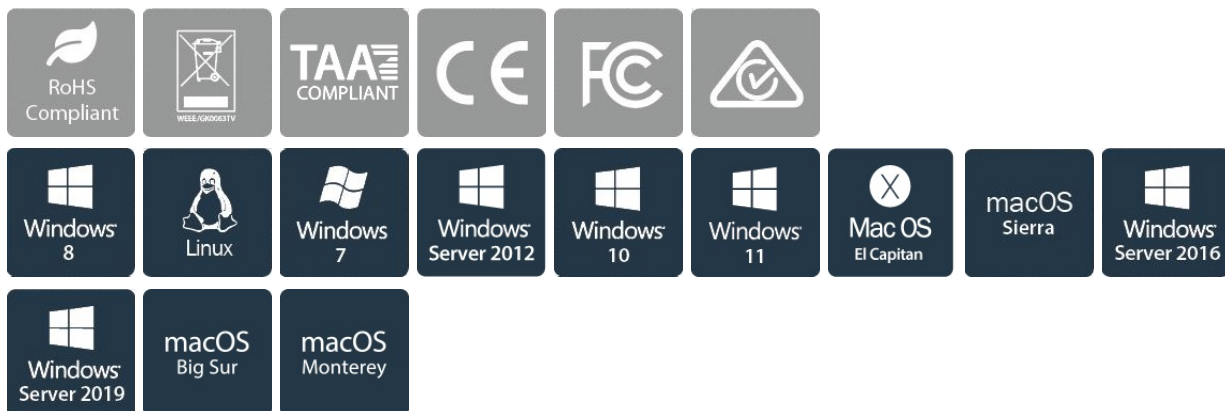 RoHS
Compliant
WEEE/GK0063TV
TAA
COMPLIANT
CE
FC
Windows
8
Linux
Windows
7
Windows
Server 2012
Windows
10
Windows
11
X
Mac OS
El Capitan
macOS
Sierra
Windows
Server 2016
Windows
Server 2019
macOS
Big Sur
macOS
Monterey